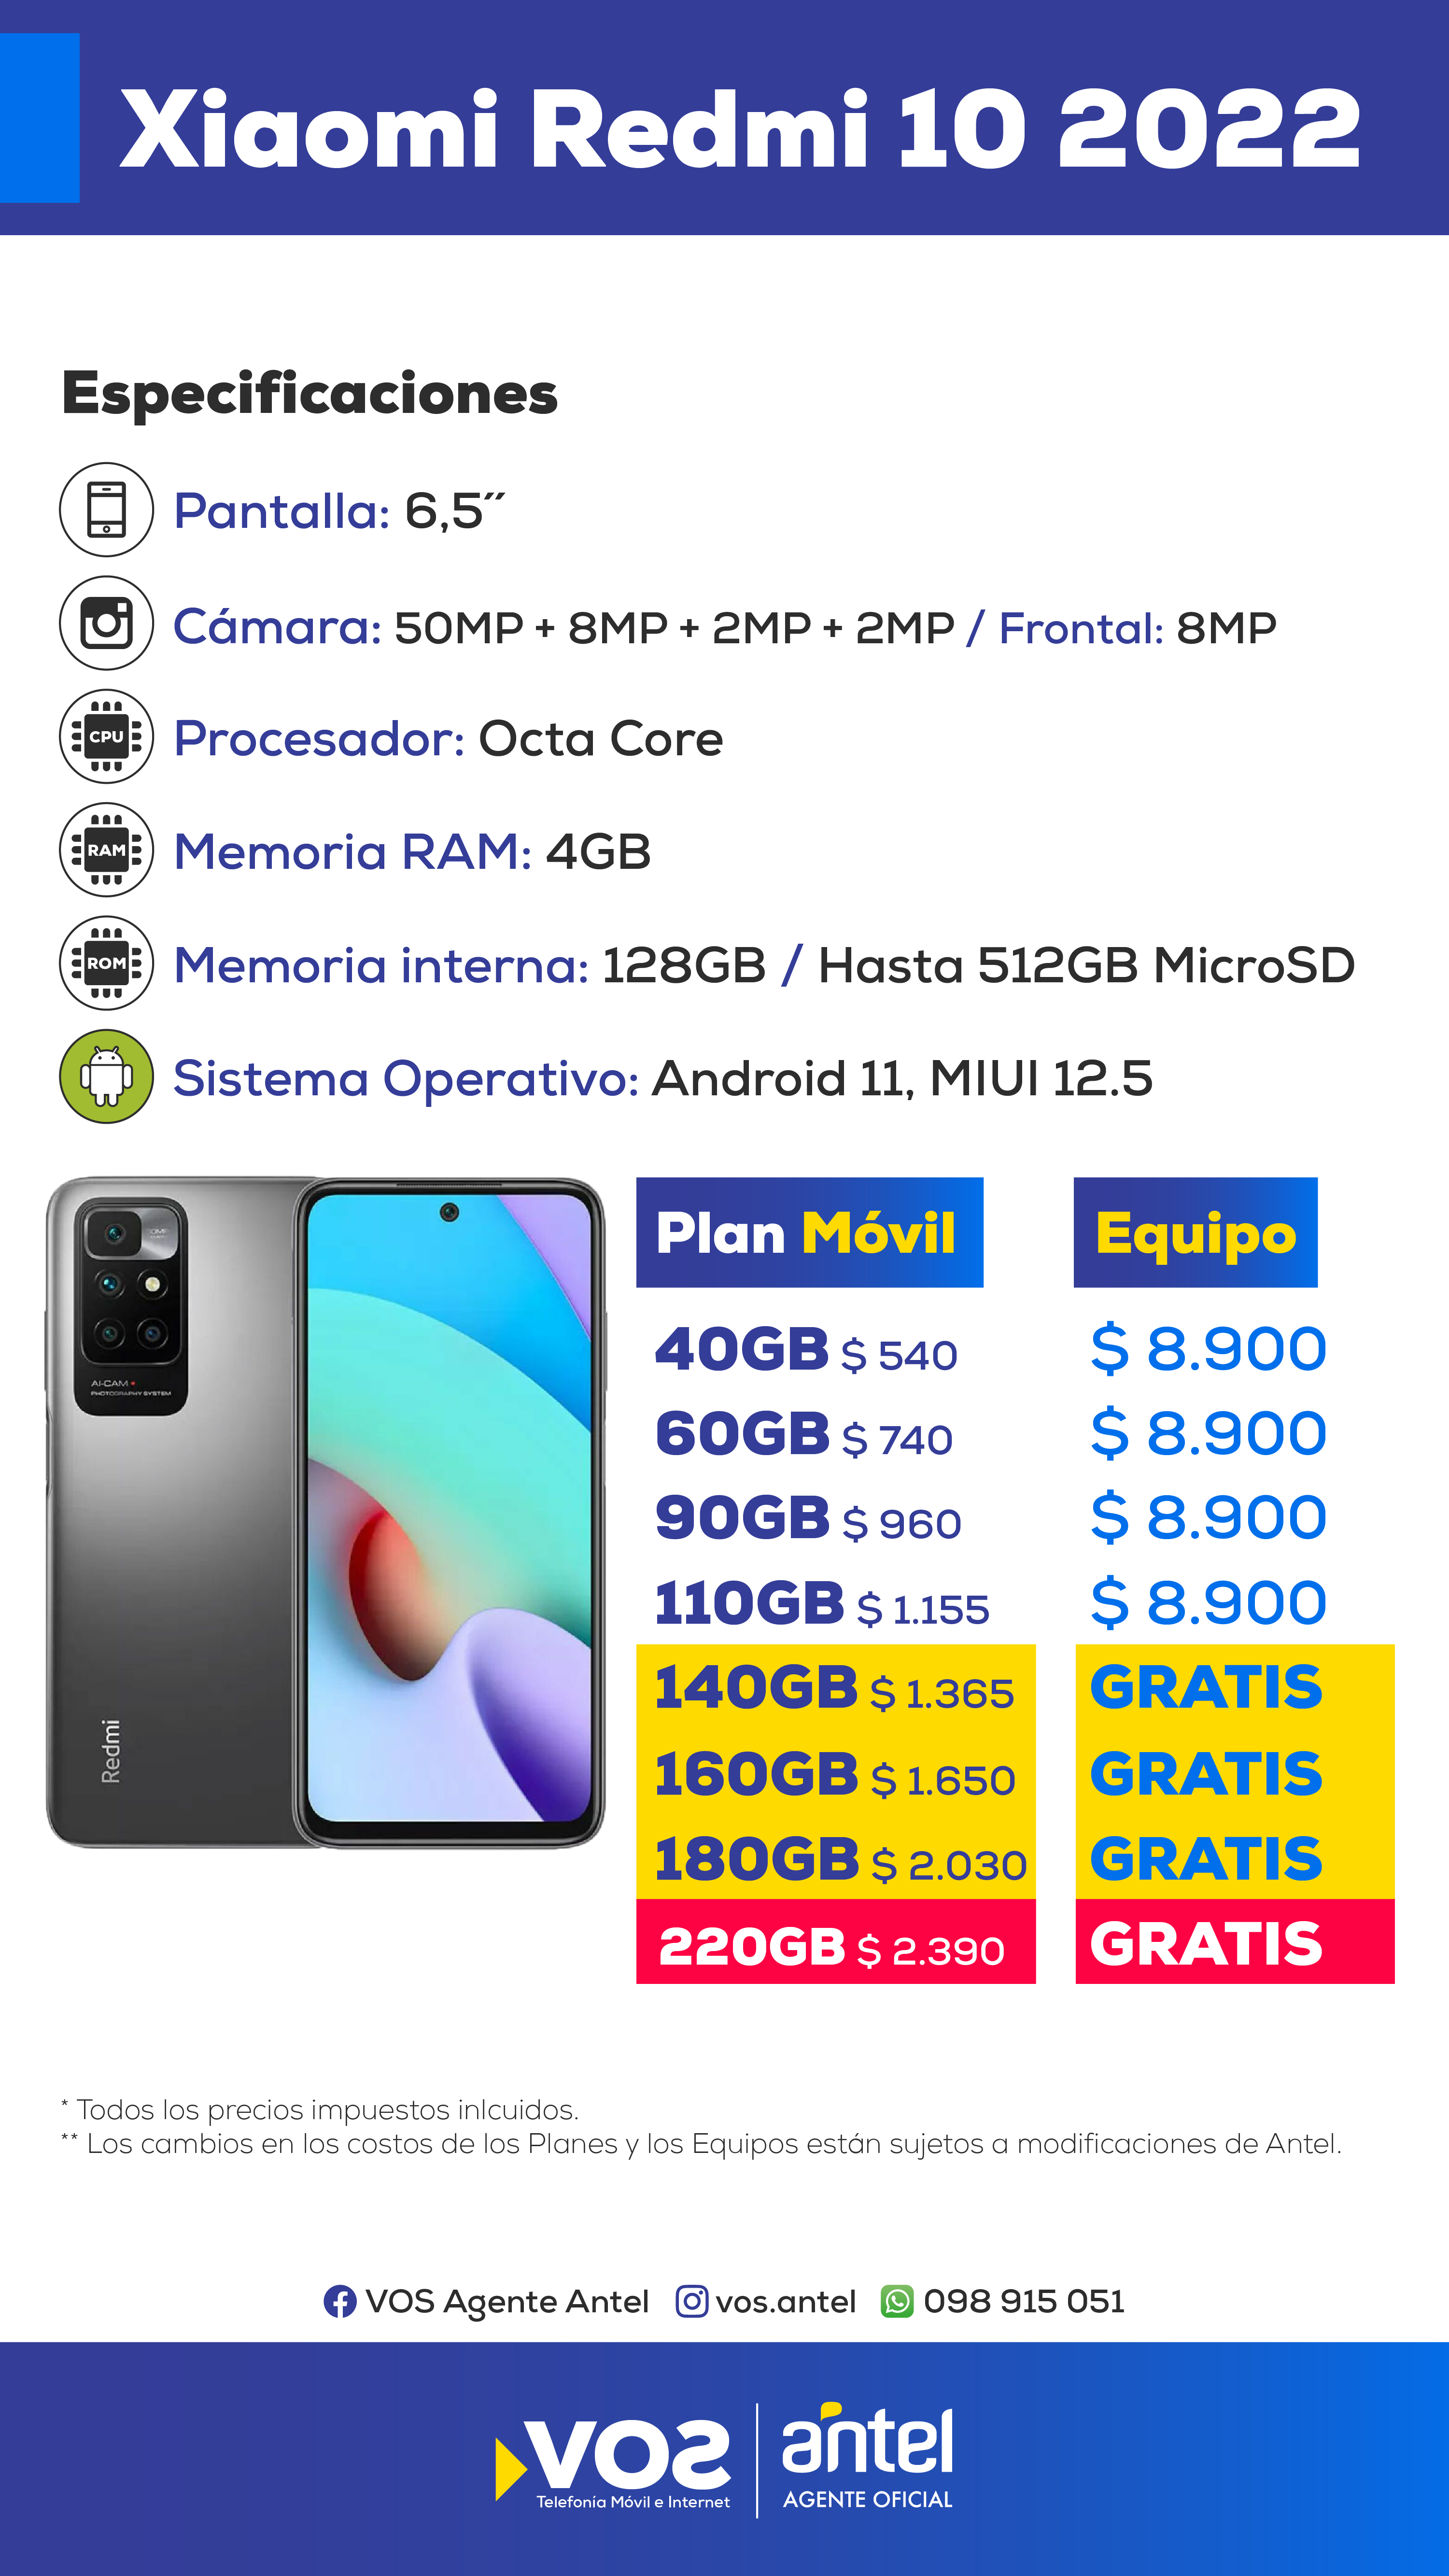 Xiaomi Redmi 10 2022
Especificaciones
Pantalla: 6,5´´
Cámara: 50MP + 8MP + 2MP + 2MP / Frontal: 8MP
CPU
Procesador: Octa Core
RAM
Memoria RAM: 4GB
ROM
Memoria interna: 128GB / Hasta 512GB MicroSD
Sistema Operativo: Android 11, MIUI 12.5
AI-CAM
PHOTOGRAPHY SYSTEM
Redmi
Plan Móvil Equipo
40GB $ 540 $ 8.900
60GB $ 740 $ 8.900
90GB $ 960 $ 8.900
110GB $ 1.155 $ 8.900
140GB $ 1.365 GRATIS
160GB $ 1.650 GRATIS
180GB $ 2.030 GRATIS
220GB $ 2.390 GRATIS
* Todos los precios impuestos inlcuidos.
** Los cambios en los costos de los Planes y los Equipos están sujetos a modificaciones de Antel.
VOS Agente Antel vos.antel 098 915 051
VOS
Telefonía Móvil e Internet
antel
AGENTE OFICIAL